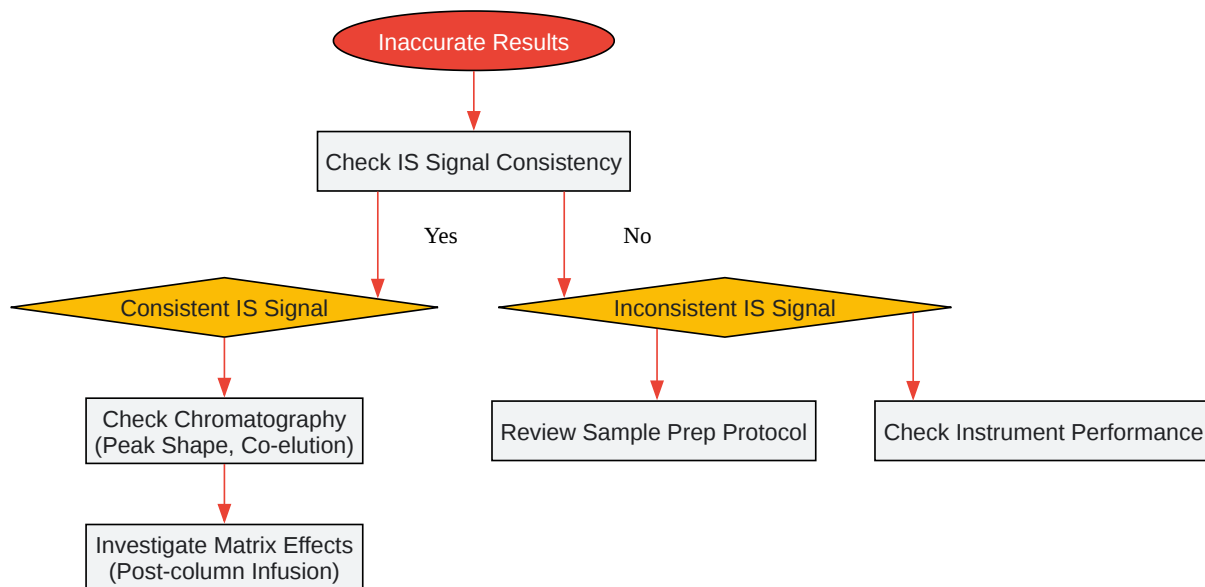 Inaccurate Results
Check IS Signal Consistency
Yes
No
Consistent IS Signal
Inconsistent IS Signal
Check Chromatography
(Peak Shape, Co-elution)
Review Sample Prep Protocol
Check Instrument Performance
Investigate Matrix Effects
(Post-column Infusion)